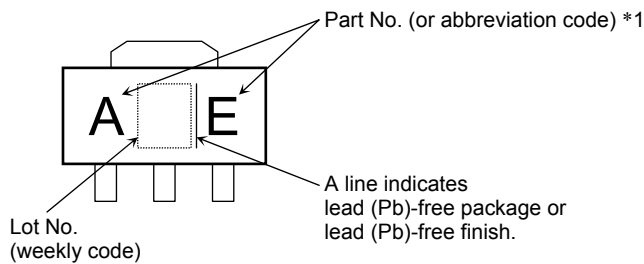 Part No. (or abbreviation code) *1
A E
A line indicates
lead (Pb)-free package or
lead (Pb)-free finish.
Lot No.
(weekly code)